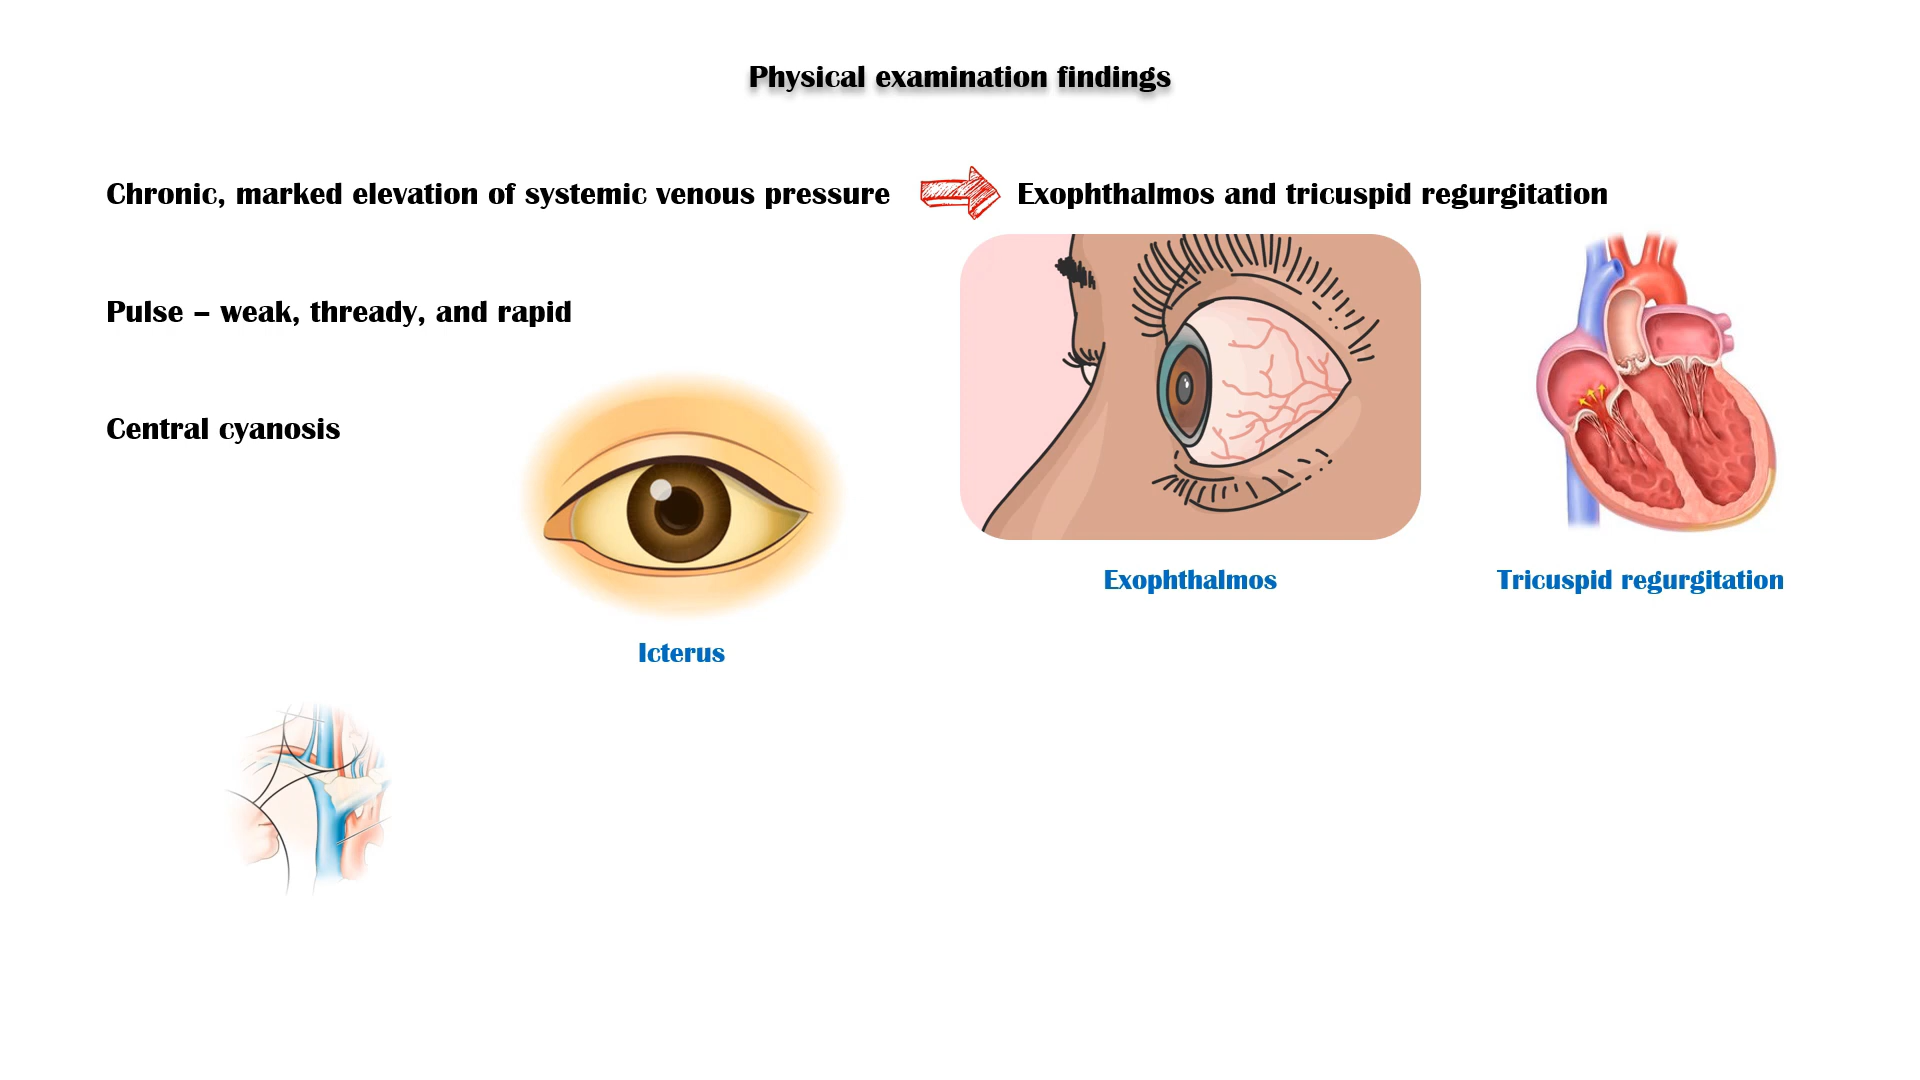 Physical examination findings
Chronic, marked elevation of systemic venous pressure Exophthalmos and tricuspid regurgitation
Pulse – weak, thready, and rapid
Central cyanosis
Exophthalmos
Tricuspid regurgitation
Icterus